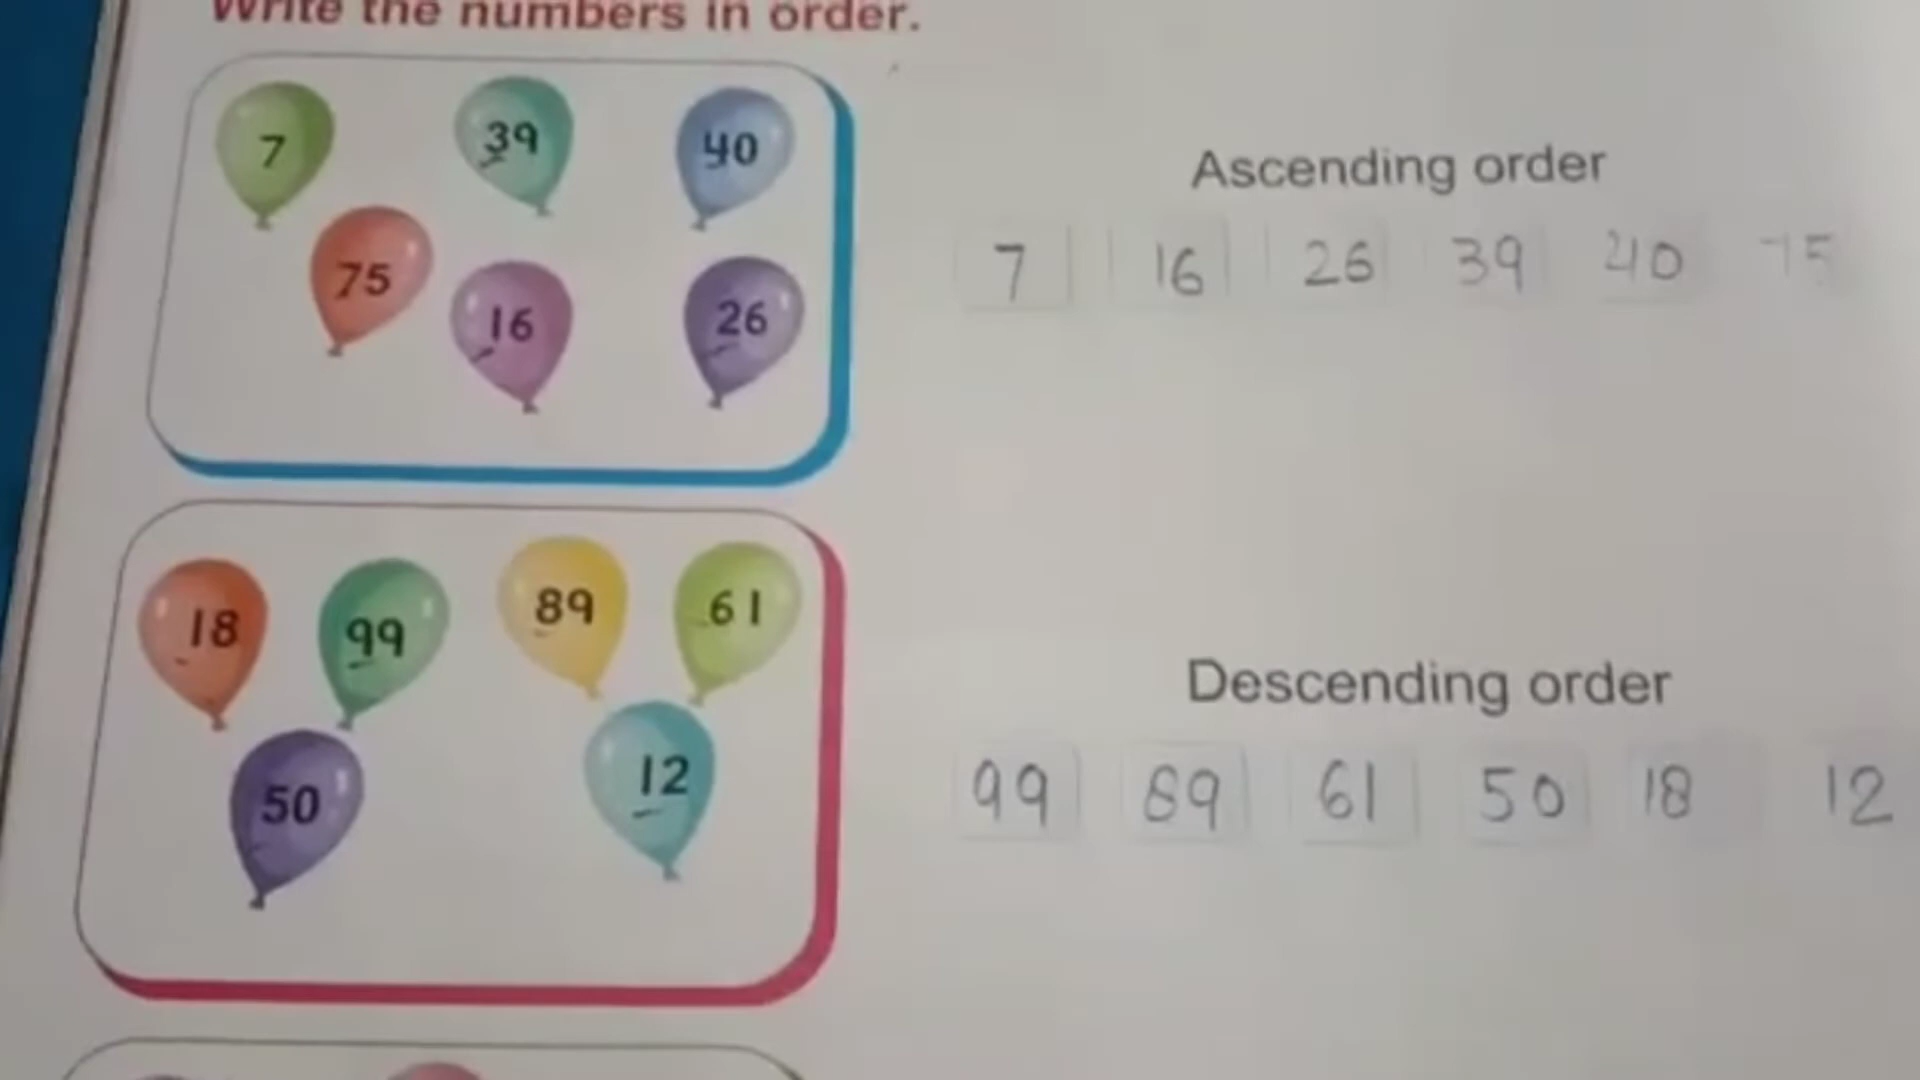 Write the numbers in order.
7 39 40
75 16 26
Ascending order
7 16 26 39 40 75
18 99 89 61
50 12
Descending order
99 89 61 50 18 12